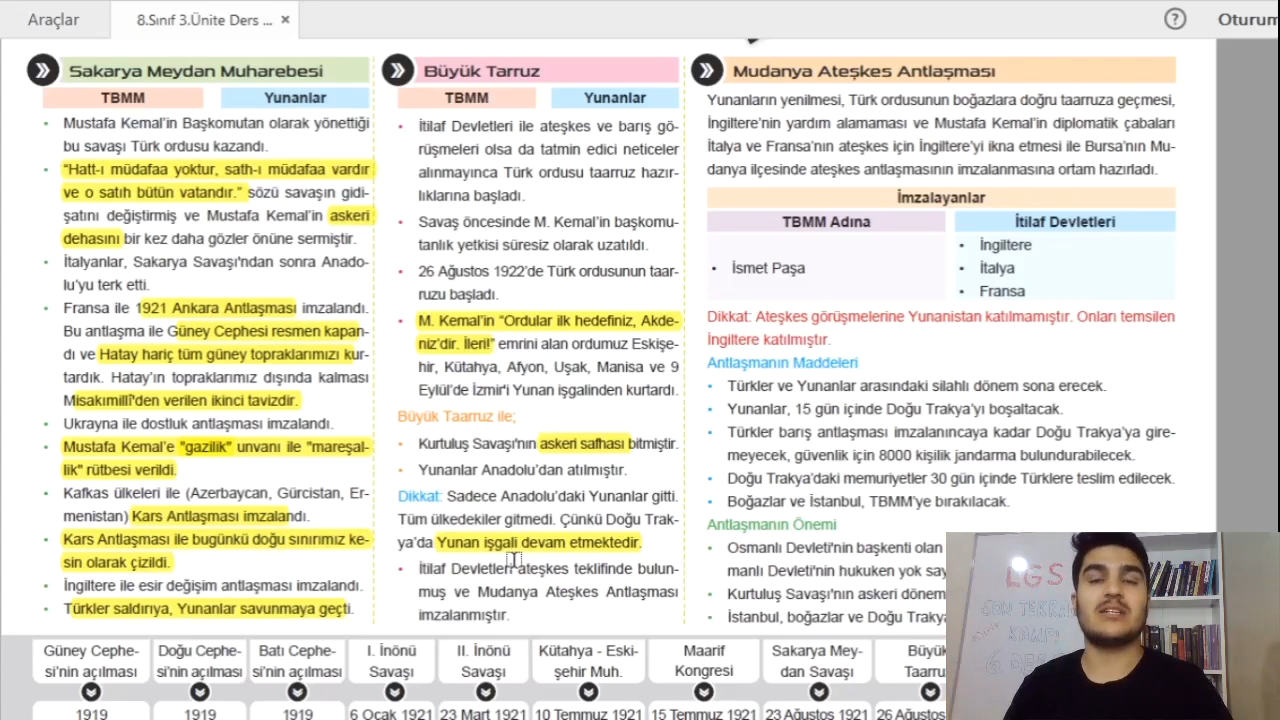 Araçlar
8.Sınıf 3.Ünite Ders ... ×
? Oturum
Sakarya Meydan Muharebesi
TBMM
Yunanlar
• Mustafa Kemal’in Başkomutan olarak yönettiği
bu savaşı Türk ordusu kazandı.
• “Hatt-ı müdafaa yoktur, sath-ı müdafaa vardır
ve o satıh bütün vatandır.” sözü savaşın gidi-
şatını değiştirmiş ve Mustafa Kemal’in askerî
dehasını bir kez daha gözler önüne sermiştir.
• İtalyanlar, Sakarya Savaşı'ndan sonra Anado-
lu’yu terk etti.
• Fransa ile 1921 Ankara Antlaşması imzalandı.
Bu antlaşma ile Güney Cephesi resmen kapan-
dı ve Hatay hariç tüm güney topraklarımızı kur-
tardık. Hatay’ın topraklarımız dışında kalması
Misakımillî'den verilen ikinci tavizdir.
• Ukrayna ile dostluk antlaşması imzalandı.
• Mustafa Kemal’e "gazilik" unvanı ile "mareşal-
lik" rütbesi verildi.
• Kafkas ülkeleri ile (Azerbaycan, Gürcistan, Er-
menistan) Kars Antlaşması imzalandı.
• Kars Antlaşması ile bugünkü doğu sınırımız ke-
sin olarak çizildi.
• İngiltere ile esir değişim antlaşması imzalandı.
• Türkler saldırıya, Yunanlar savunmaya geçti.
Büyük Tarruz
TBMM
Yunanlar
• İtilaf Devletleri ile ateşkes ve barış gö-
rüşmeleri olsa da tatmin edici neticeler
alınmayınca Türk ordusu taarruz hazır-
lıklarına başladı.
• Savaş öncesinde M. Kemal’in başkomu-
tanlık yetkisi süresiz olarak uzatıldı.
• 26 Ağustos 1922’de Türk ordusunun taar-
ruzu başladı.
• M. Kemal’in “Ordular ilk hedefiniz, Akde-
niz’dir. İleri!” emrini alan ordumuz Eskişe-
hir, Kütahya, Afyon, Uşak, Manisa ve 9
Eylül’de İzmir'i Yunan işgalinden kurtardı.
Büyük Taarruz ile;
• Kurtuluş Savaşı'nın askeri safhası bitmiştir.
• Yunanlar Anadolu’dan atılmıştır.
Dikkat: Sadece Anadolu’daki Yunanlar gitti.
Tüm ülkedekiler gitmedi. Çünkü Doğu Trak-
ya’da Yunan işgali devam etmektedir.
• İtilaf Devletleri ateşkes teklifinde bulun-
muş ve Mudanya Ateşkes Antlaşması
imzalanmıştır.
Mudanya Ateşkes Antlaşması
Yunanların yenilmesi, Türk ordusunun boğazlara doğru taarruza geçmesi,
İngiltere’nin yardım alamaması ve Mustafa Kemal’in diplomatik çabaları
İtalya ve Fransa’nın ateşkes için İngiltere’yi ikna etmesi ile Bursa’nın Mu-
danya ilçesinde ateşkes antlaşmasının imzalanmasına ortam hazırladı.
İmzalayanlar
TBMM Adına
İtilaf Devletleri
• İsmet Paşa
• İngiltere
• İtalya
• Fransa
Dikkat: Ateşkes görüşmelerine Yunanistan katılmamıştır. Onları temsilen
İngiltere katılmıştır.
Antlaşmanın Maddeleri
• Türkler ve Yunanlar arasındaki silahlı dönem sona erecek.
• Yunanlar, 15 gün içinde Doğu Trakya’yı boşaltacak.
• Türkler barış antlaşması imzalanıncaya kadar Doğu Trakya’ya gire-
meyecek, güvenlik için 8000 kişilik jandarma bulundurabilecek.
• Doğu Trakya’daki memuriyetler 30 gün içinde Türklere teslim edilecek.
• Boğazlar ve İstanbul, TBMM’ye bırakılacak.
Antlaşmanın Önemi
• Osmanlı Devleti'nin başkenti olan
manlı Devleti'nin hukuken yok say
• Kurtuluş Savaşı'nın askeri dönem
• İstanbul, boğazlar ve Doğu Trakya
LGS
SON TEKRAR
KAMPI
Güney Cephe-
si’nin açılması
1919
Doğu Cephe-
si’nin açılması
1919
Batı Cephe-
si’nin açılması
1919
I. İnönü
Savaşı
6 Ocak 1921
II. İnönü
Savaşı
23 Mart 1921
Kütahya - Eski-
şehir Muh.
10 Temmuz 1921
Maarif
Kongresi
15 Temmuz 1921
Sakarya Mey-
dan Savaşı
23 Ağustos 1921
Büyük
Taarru
26 Ağustos